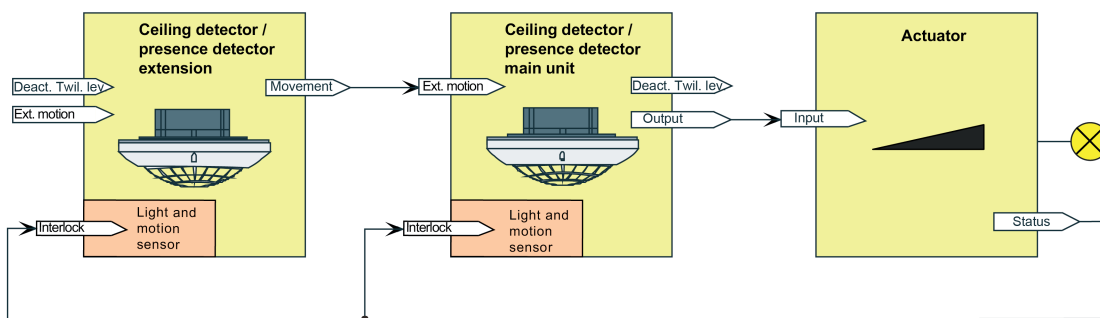 Ceiling detector /
presence detector
extension
Deact. Twil. lev
Ext. motion
Movement
Interlock
Light and
motion
sensor
Ceiling detector /
presence detector
main unit
Ext. motion
Deact. Twil. lev
Output
Interlock
Light and
motion
sensor
Actuator
Input
Status